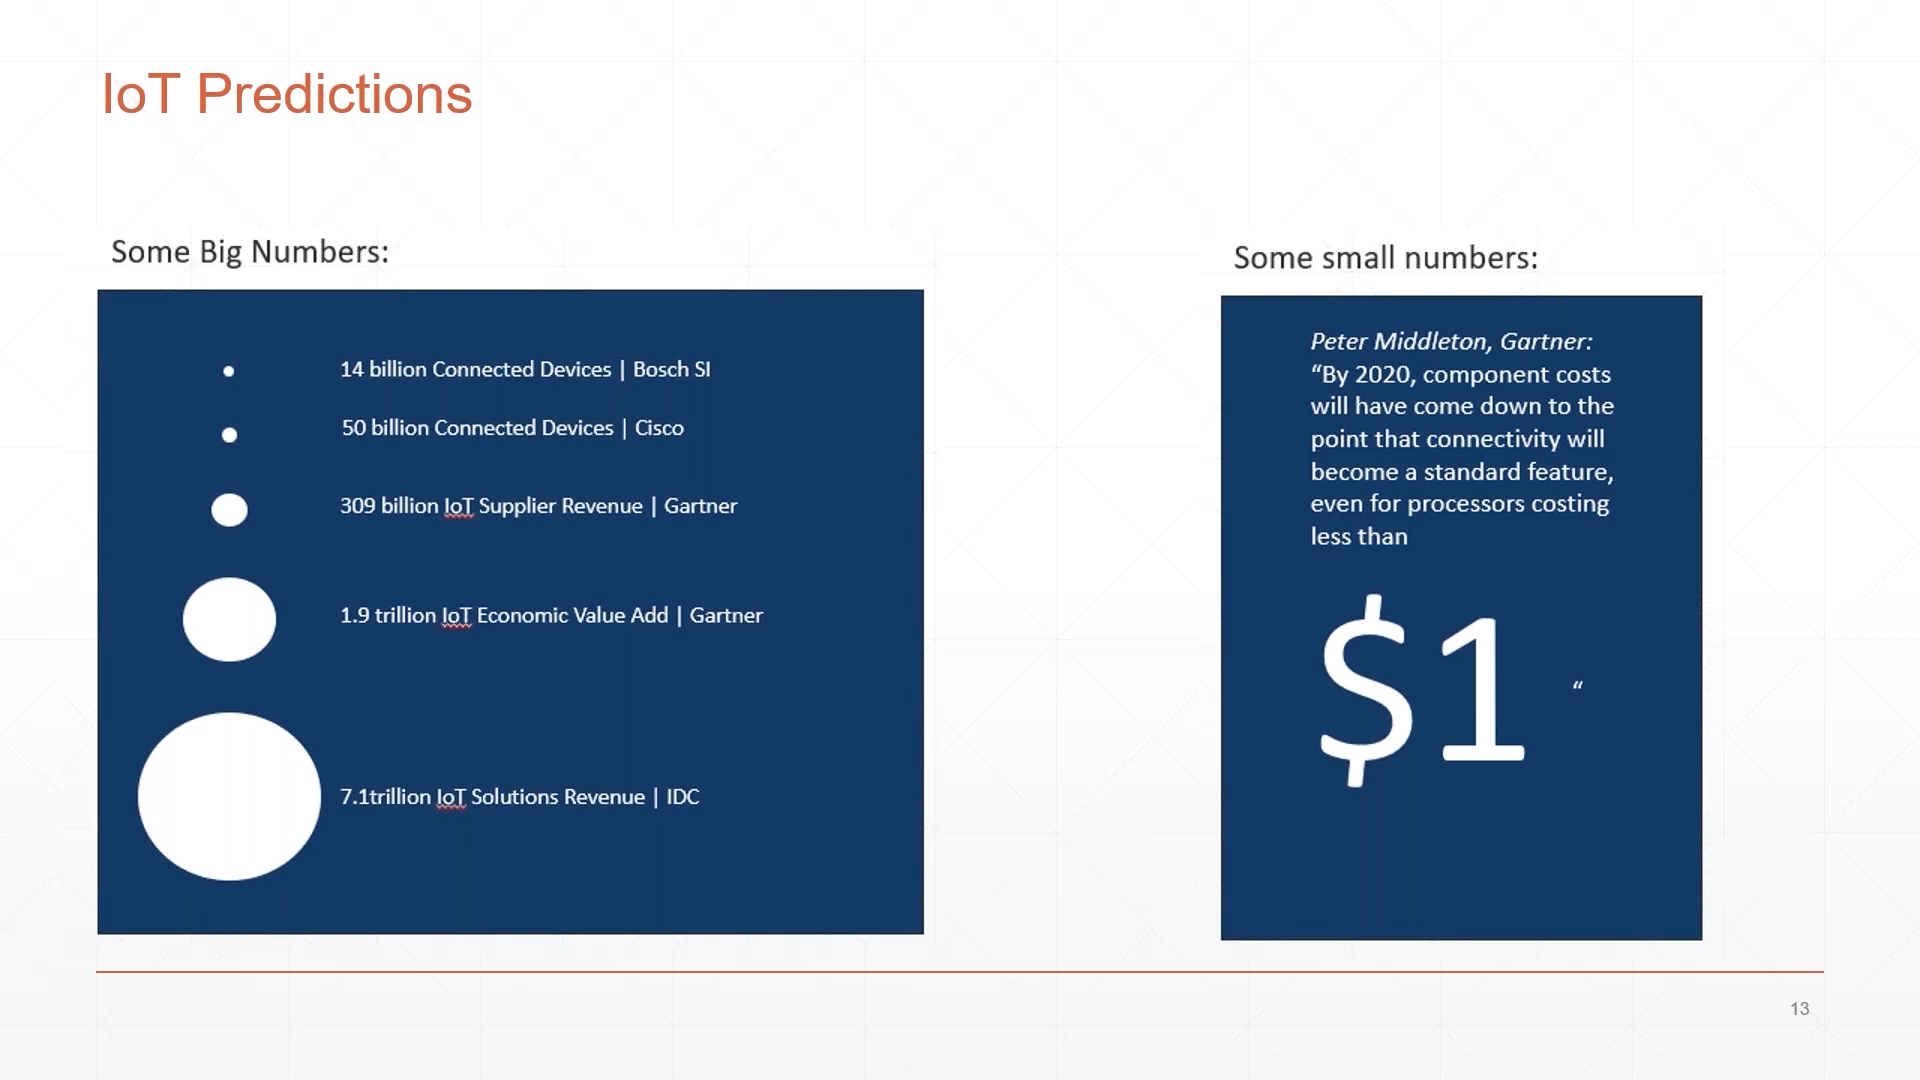 IoT Predictions
Some Big Numbers:
14 billion Connected Devices | Bosch SI
50 billion Connected Devices | Cisco
309 billion IoT Supplier Revenue | Gartner
1.9 trillion IoT Economic Value Add | Gartner
7.1trillion IoT Solutions Revenue | IDC
Some small numbers:
Peter Middleton, Gartner:
“By 2020, component costs
will have come down to the
point that connectivity will
become a standard feature,
even for processors costing
less than
$1 “
13